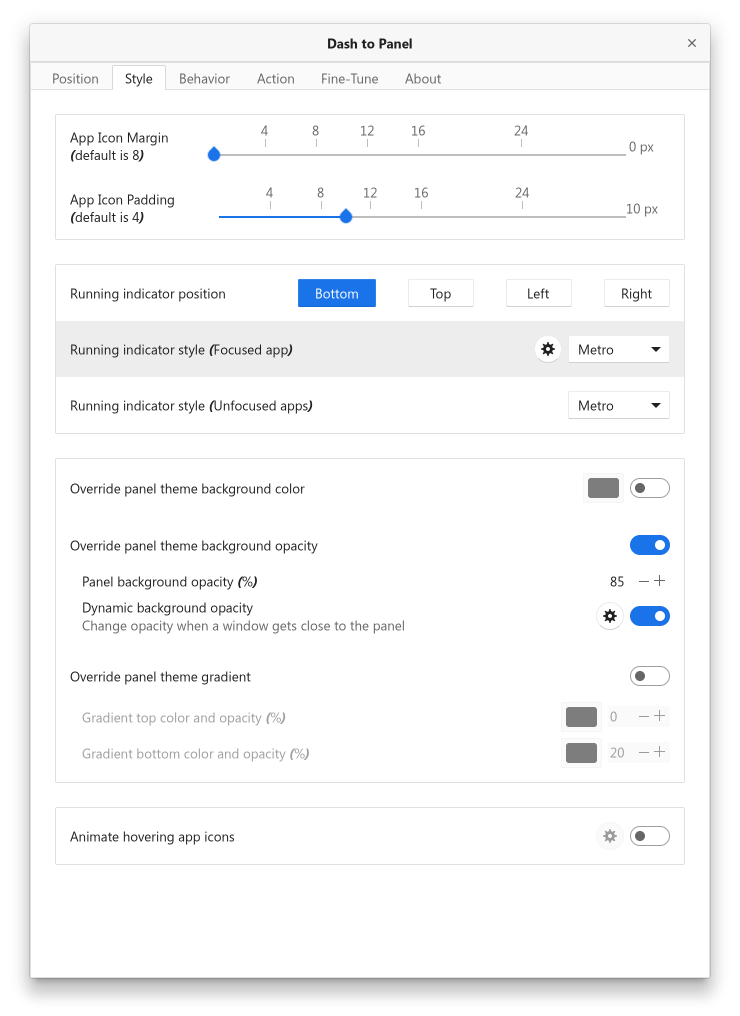 Dash to Panel
Position Style Behavior Action Fine-Tune About
4 8 12 16 24
App Icon Margin
(default is 8)
0 px
4 8 12 16 24
App Icon Padding
(default is 4)
10 px
Running indicator position Bottom Top Left Right
Running indicator style (Focused app) Metro
Running indicator style (Unfocused apps) Metro
Override panel theme background color
Override panel theme background opacity
Panel background opacity (%) 85 — +
Dynamic background opacity
Change opacity when a window gets close to the panel
Override panel theme gradient
Gradient top color and opacity (%) 0 — +
Gradient bottom color and opacity (%) 20 — +
Animate hovering app icons